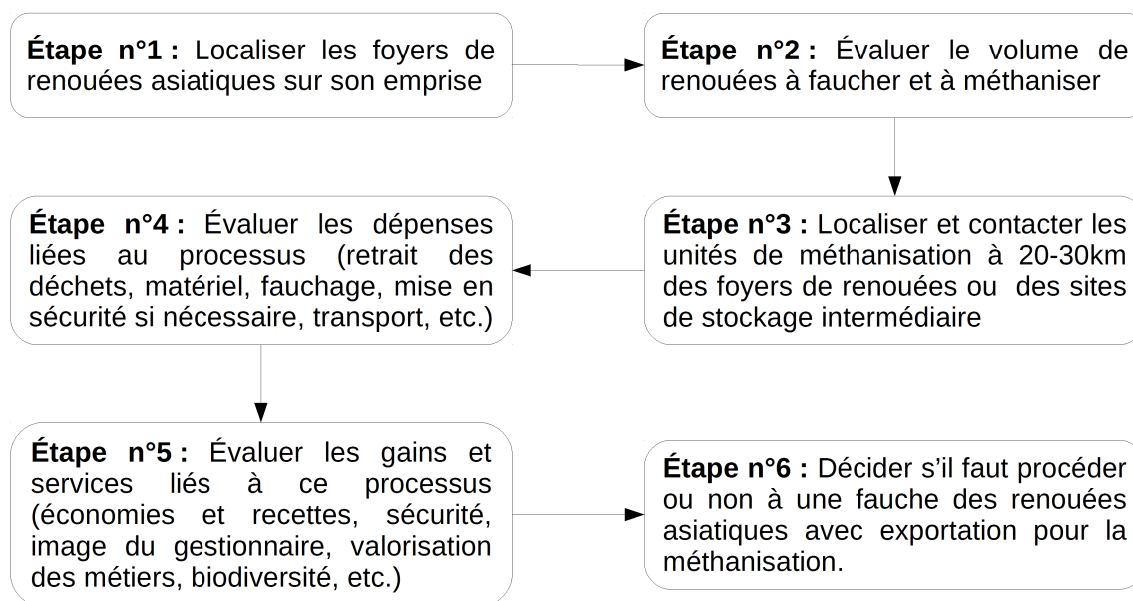 Étape n°1 : Localiser les foyers de
renouées asiatiques sur son emprise
Étape n°2 : Évaluer le volume de
renouées à faucher et à méthaniser
Étape n°3 : Localiser et contacter les
unités de méthanisation à 20-30km
des foyers de renouées ou des sites
de stockage intermédiaire
Étape n°4 : Évaluer les dépenses
liées au processus (retrait des
déchets, matériel, fauchage, mise en
sécurité si nécessaire, transport, etc.)
Étape n°5 : Évaluer les gains et
services liés à ce processus
(économies et recettes, sécurité,
image du gestionnaire, valorisation
des métiers, biodiversité, etc.)
Étape n°6 : Décider s’il faut procéder
ou non à une fauche des renouées
asiatiques avec exportation pour la
méthanisation.